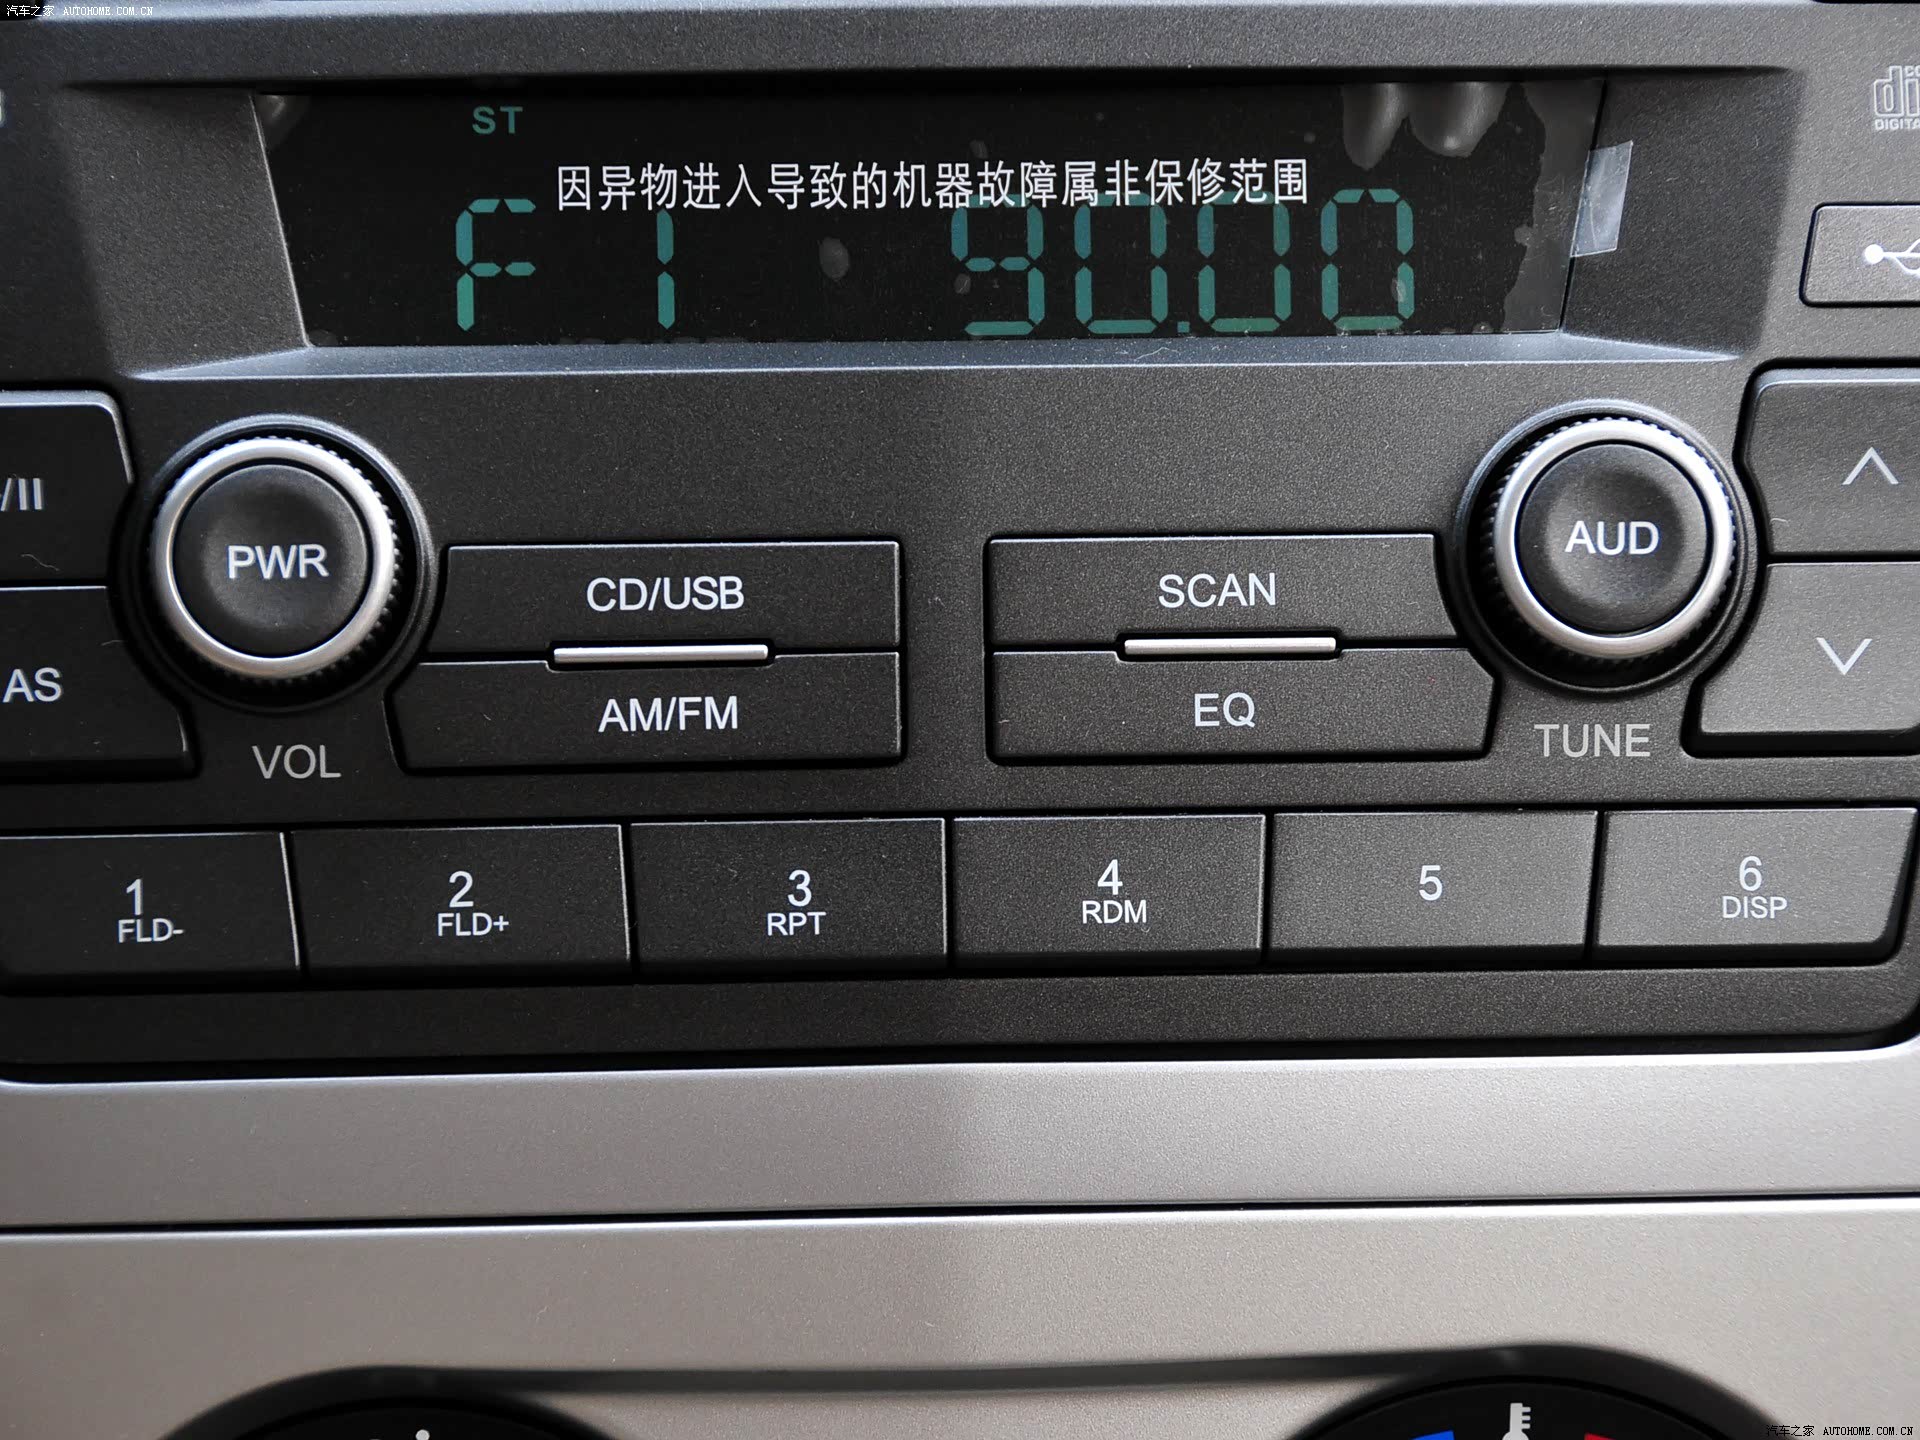 汽车之家 AUTOHOME.COM.CN
ST
因异物进入导致的机器故障属非保修范围
F1 90.00
DIGITA
/II
PWR
CD/USB
SCAN
AUD
AS
AM/FM
EQ
VOL
TUNE
1 2 3 4 5 6
FLD- FLD+ RPT RDM DISP
汽车之家 AUTOHOME.COM.CN